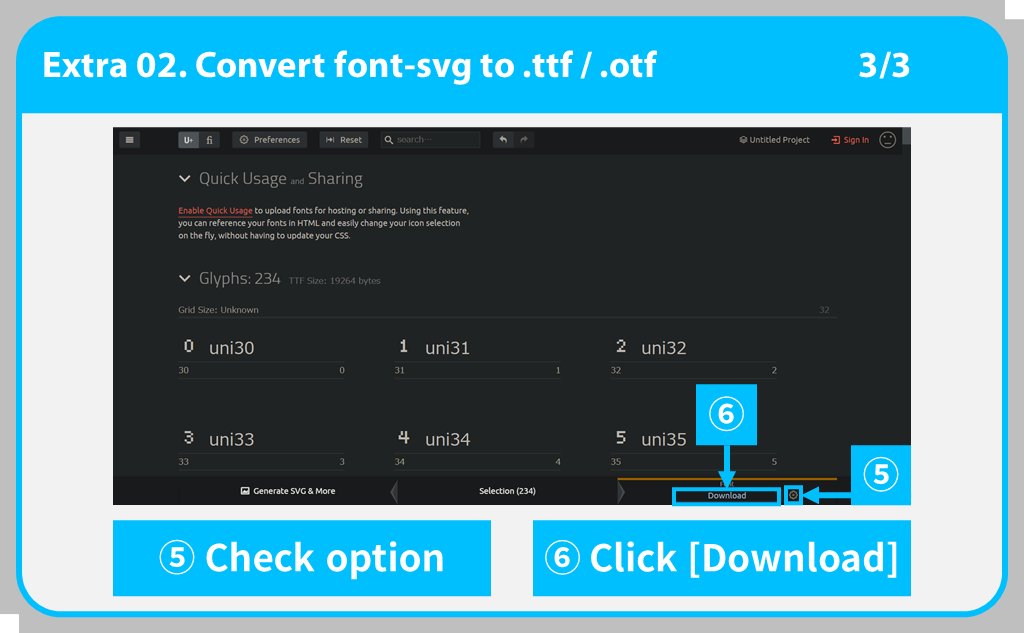 Extra 02. Convert font-svg to .ttf / .otf 3/3
U+ fi Preferences Reset search... Untitled Project Sign In
Quick Usage and Sharing
Enable Quick Usage to upload fonts for hosting or sharing. Using this feature,
you can reference your fonts in HTML and easily change your icon selection
on the fly, without having to update your CSS.
Glyphs: 234 TTF Size: 19264 bytes
Grid Size: Unknown 32
0 uni30 1 uni31 2 uni32
30 0 31 1 32 2
3 uni33 4 uni34 5 uni35
33 3 34 4 35 5
⑥
⑤
Generate SVG & More Selection (234) Download
⑤ Check option ⑥ Click [Download]